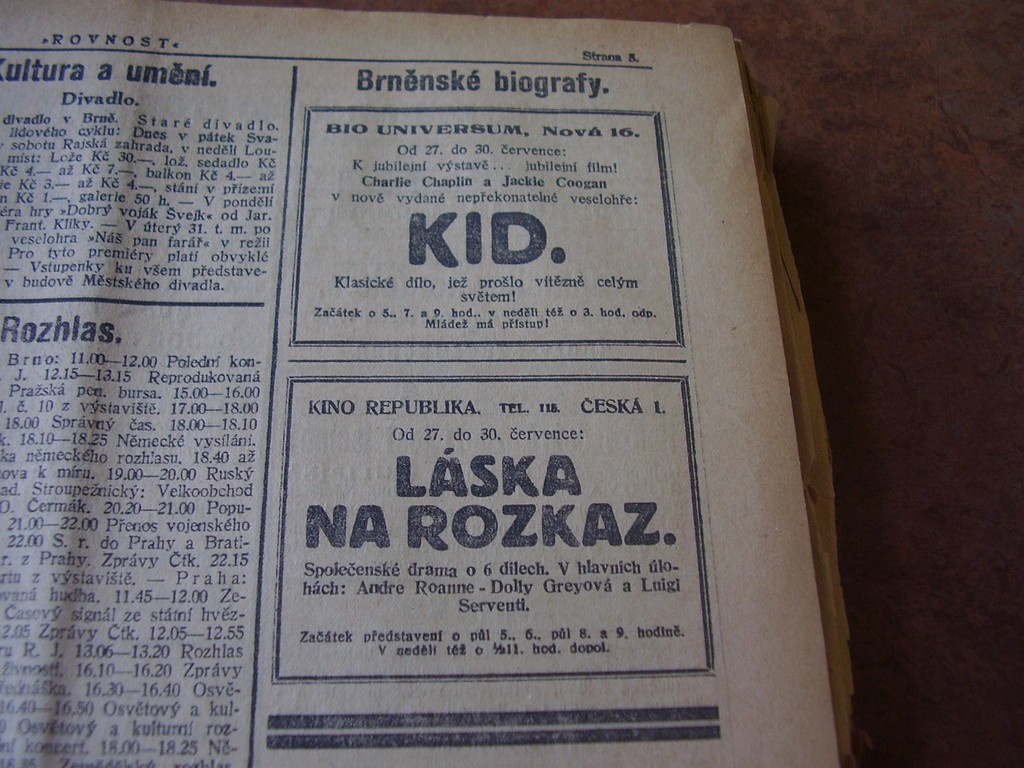 »ROVNOST«
Strana 5.
Kultura a umění.
Divadlo.
divadlo v Brně. Staré divadlo.
lidového cyklu: Dnes v pátek Sva-
v sobotu Rajská zahrada, v neděli Lou-
míst: Lože Kč 30.—, lož. sedadlo Kč
Kč 4.— až Kč 7.—, balkon Kč 4.— až
Kč 3.— až Kč 4.—, stání v přízemí
Kč 1.—, galerie 50 h. — V pondělí
hry »Dobrý voják Švejk« od Jar.
Frant. Kliky. — V úterý 31. t. m. po
veselohra »Náš pan farář« v režii
Pro tyto premiéry platí obvyklé
— Vstupenky ku všem představe-
v budově Městského divadla.
Rozhlas.
Brno: 11.00—12.00 Polední kon-
J. 12.15—13.15 Reprodukovaná
Pražská pen. bursa. 15.00—16.00
č. 10 z výstaviště. 17.00—18.00
18.00 Správný čas. 18.00—18.10
18.10—18.25 Německé vysílání.
německého rozhlasu. 18.40 až
k míru. 19.00—20.00 Ruský
Stroupežnický: Velkoobchod
O. Čermák. 20.20—21.00 Popu-
21.00—22.00 Přenos vojenského
22.00 S. r. do Prahy a Brati-
r. z Prahy. Zprávy Čtk. 22.15
z výstaviště. — Praha:
hudba. 11.45—12.00 Ze-
Časový signál ze státní hvěz-
Zprávy Čtk. 12.05—12.55
R. J. 13.06—13.20 Rozhlas
16.10—16.20 Zprávy
16.30—16.40 Osvě-
16.40—16.50 Osvětový a kul-
Osvětový a kulturní roz-
koncert. 18.00—18.25 Ně-
Zemědělský rozhlas.
Brněnské biografy.
BIO UNIVERSUM, Nová 16.
Od 27. do 30. července:
K jubilejní výstavě... jubilejní film!
Charlie Chaplin a Jackie Coogan
v nově vydané nepřekonatelné veselohře:
KID.
Klasické dílo, jež prošlo vítězně celým
světem!
Začátek o 5., 7. a 9. hod., v neděli též o 3. hod. odp.
Mládež má přístup!
KINO REPUBLIKA, TEL. 115. ČESKÁ 1.
Od 27. do 30. července:
LÁSKA
NA ROZKAZ.
Společenské drama o 6 dílech. V hlavních úlo-
hách: Andre Roanne - Dolly Greyová a Luigi
Serventi.
Začátek představení o půl 5., 6., půl 8. a 9. hodině.
V neděli též o ½11. hod. dopol.